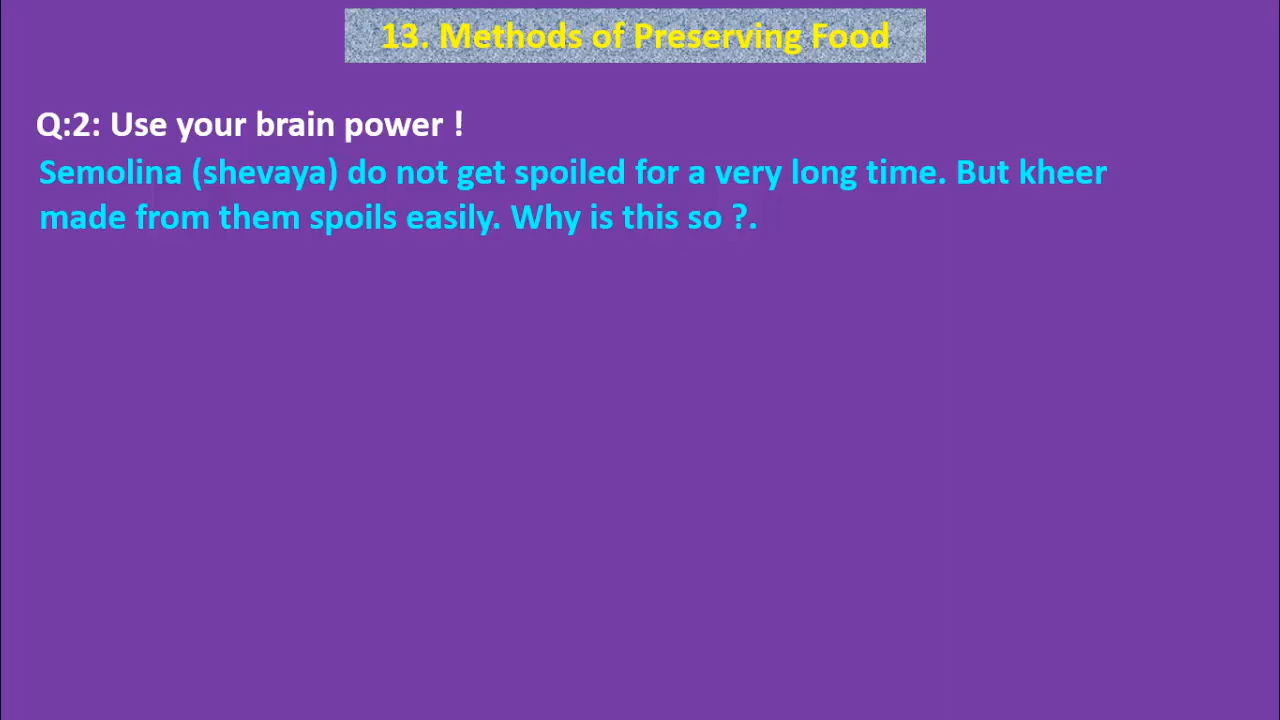 13. Methods of Preserving Food
Q:2: Use your brain power !
Semolina (shevaya) do not get spoiled for a very long time. But kheer
made from them spoils easily. Why is this so ?.